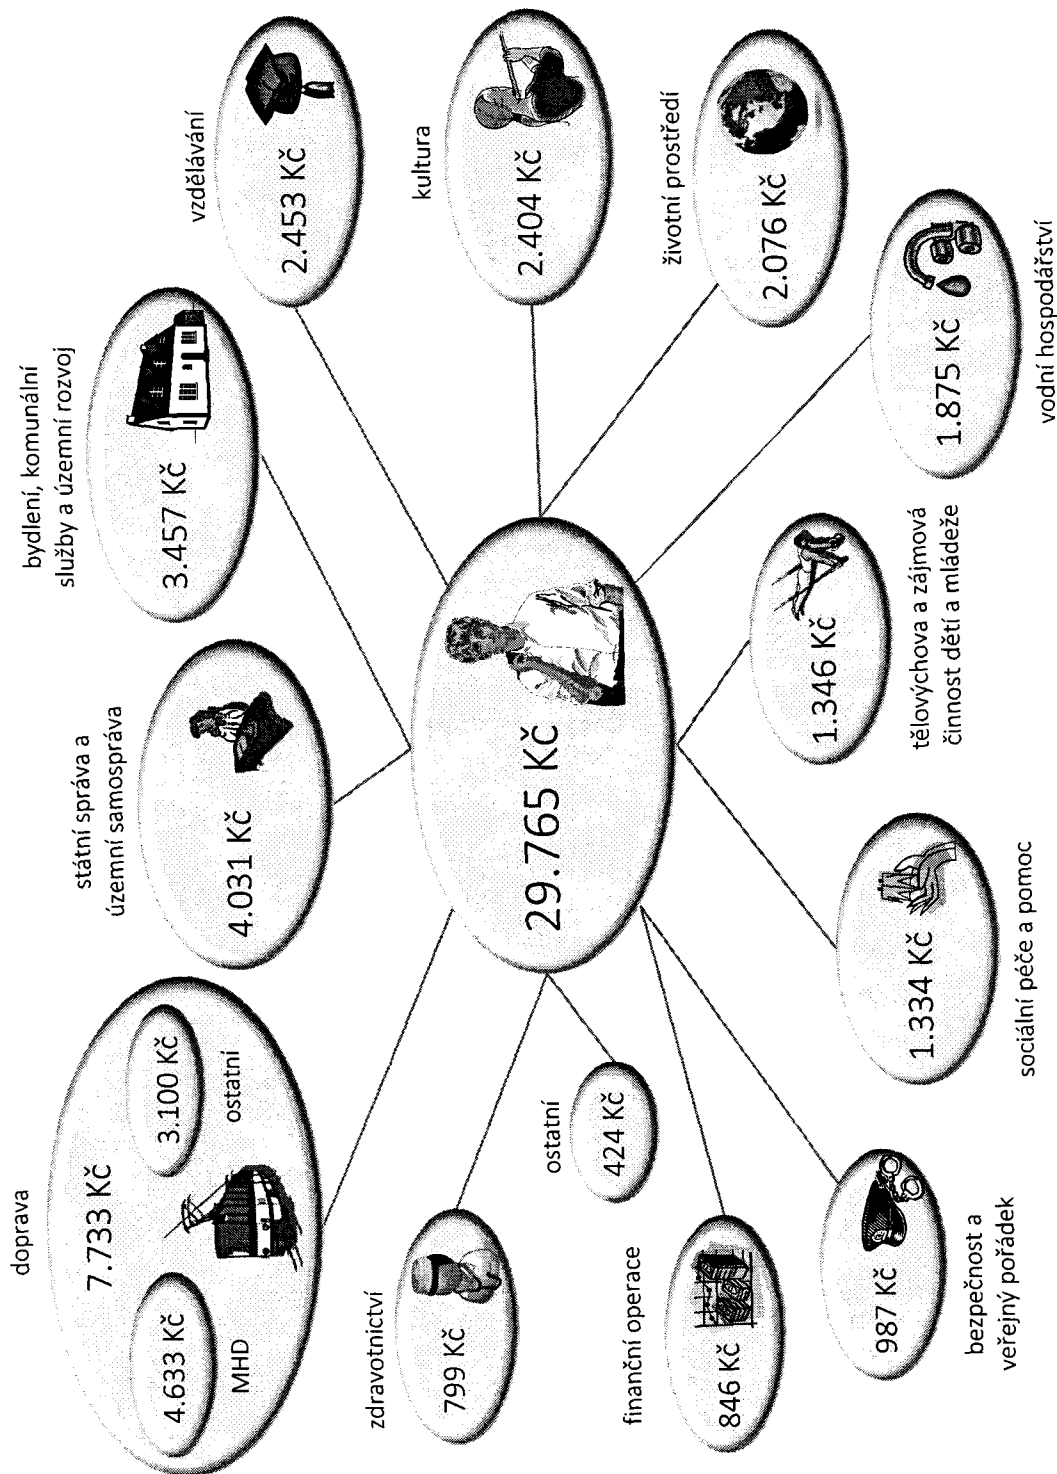 doprava
7.733 Kč
4.633 Kč
MHD
3.100 Kč
ostatní
státní správa a
územní samospráva
4.031 Kč
bydlení, komunální
služby a územní rozvoj
3.457 Kč
vzdělávání
2.453 Kč
kultura
2.404 Kč
životní prostředí
2.076 Kč
vodní hospodářství
1.875 Kč
tělovýchova a zájmová
činnost dětí a mládeže
1.346 Kč
sociální péče a pomoc
1.334 Kč
bezpečnost a
veřejný pořádek
987 Kč
finanční operace
846 Kč
zdravotnictví
799 Kč
ostatní
424 Kč
29.765 Kč